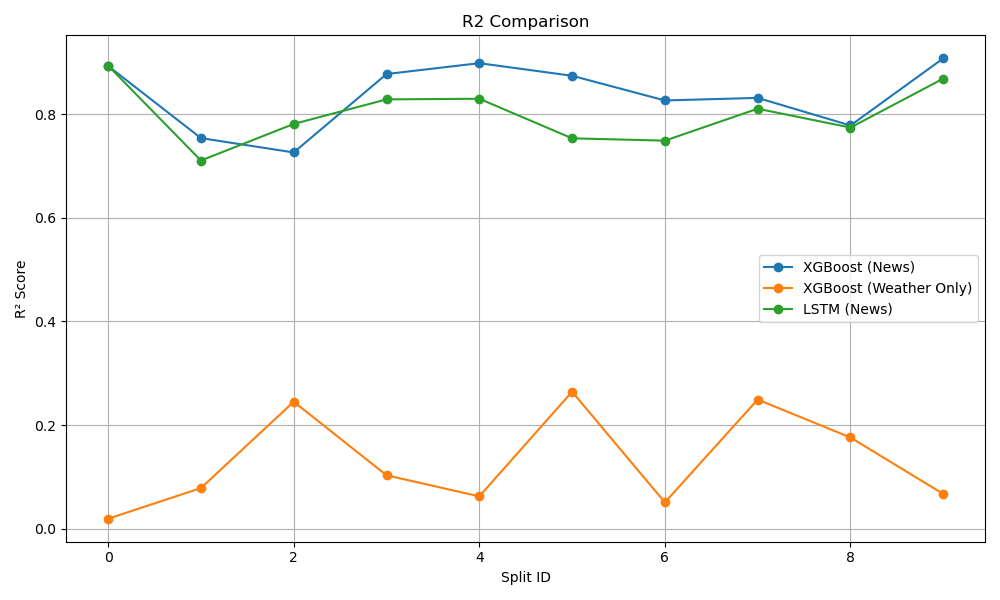 R2 Comparison
R² Score
0.8
0.6
0.4
0.2
0.0
XGBoost (News)
XGBoost (Weather Only)
LSTM (News)
0 2 4 6 8
Split ID